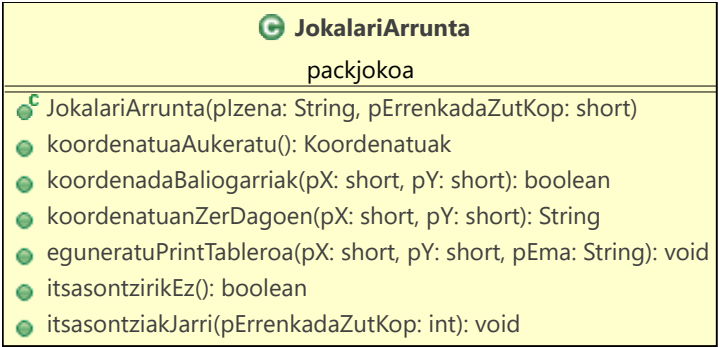 C JokalariArrunta
packjokoa
C JokalariArrunta(pIzena: String, pErrenkadaZutKop: short)
koordenatuaAukeratu(): Koordenatuak
koordenadaBaliogarriak(pX: short, pY: short): boolean
koordenatuanZerDagoen(pX: short, pY: short): String
eguneratuPrintTableroa(pX: short, pY: short, pEma: String): void
itsasontzirikEz(): boolean
itsasontziakJarri(pErrenkadaZutKop: int): void